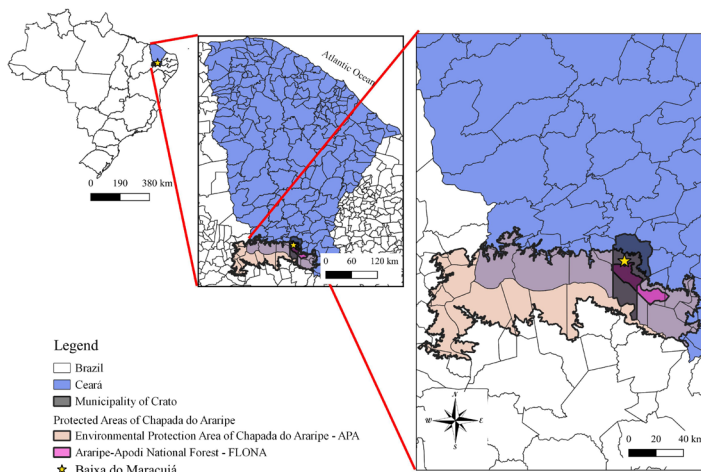 Atlantic Ocean
0 190 380 km
0 60 120 km
N
W E
S
0 20 40 km
Legend
Brazil
Ceará
Municipality of Crato
Protected Areas of Chapada do Araripe
Environmental Protection Area of Chapada do Araripe - APA
Araripe-Apodi National Forest - FLONA
Baixa do Maracujá